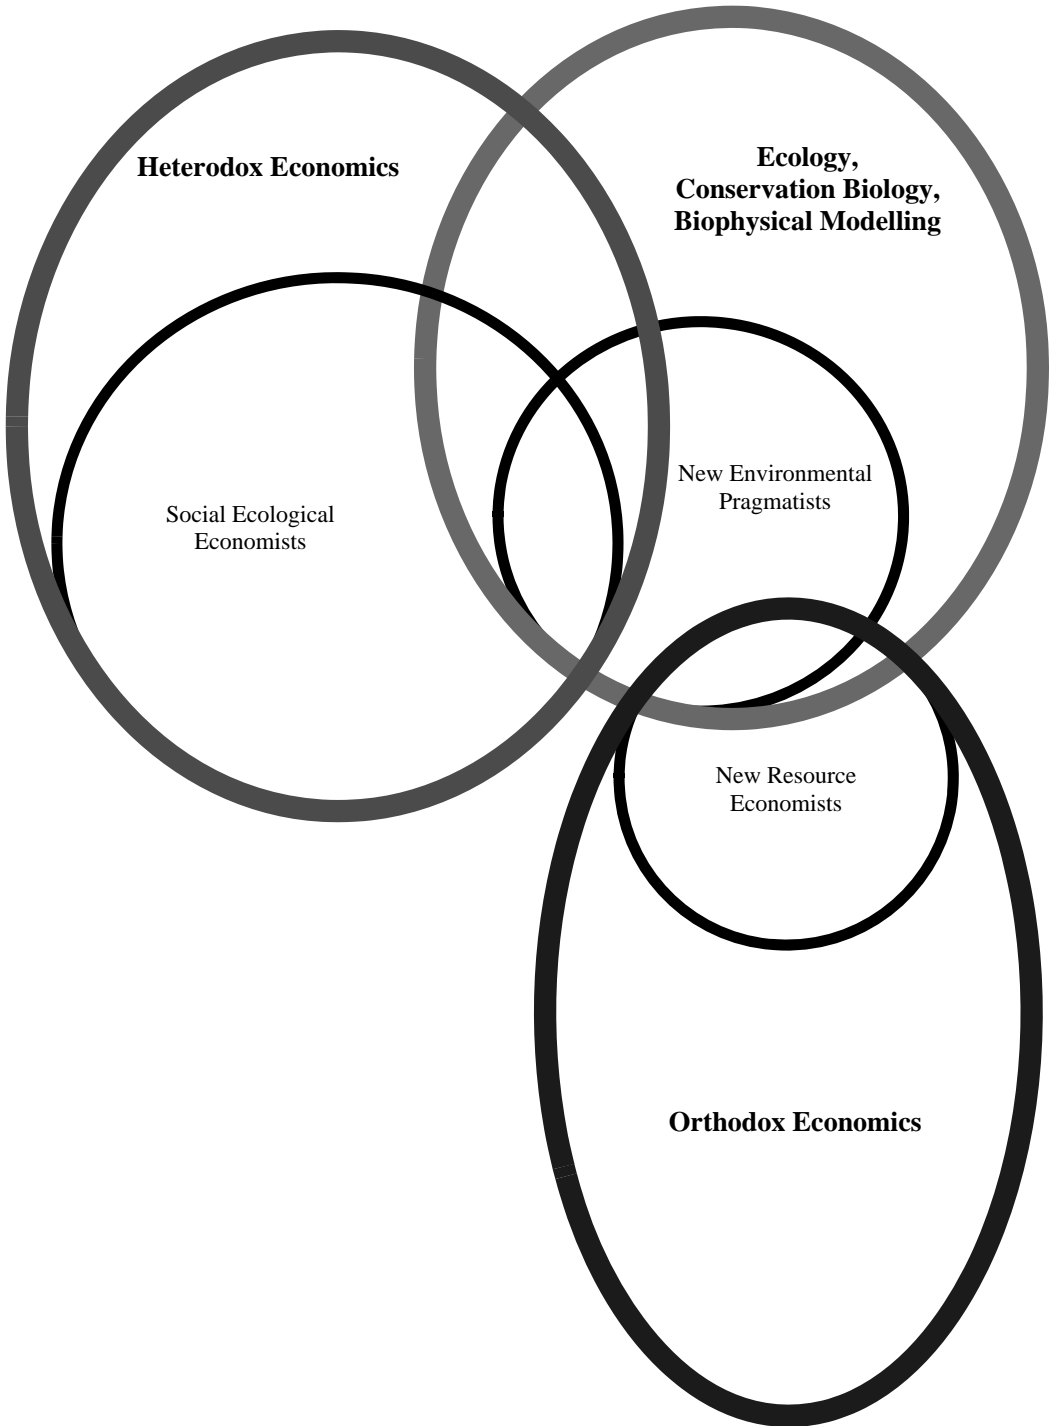 Heterodox Economics
Ecology,
Conservation Biology,
Biophysical Modelling
New Environmental
Pragmatists
Social Ecological
Economists
New Resource
Economists
Orthodox Economics